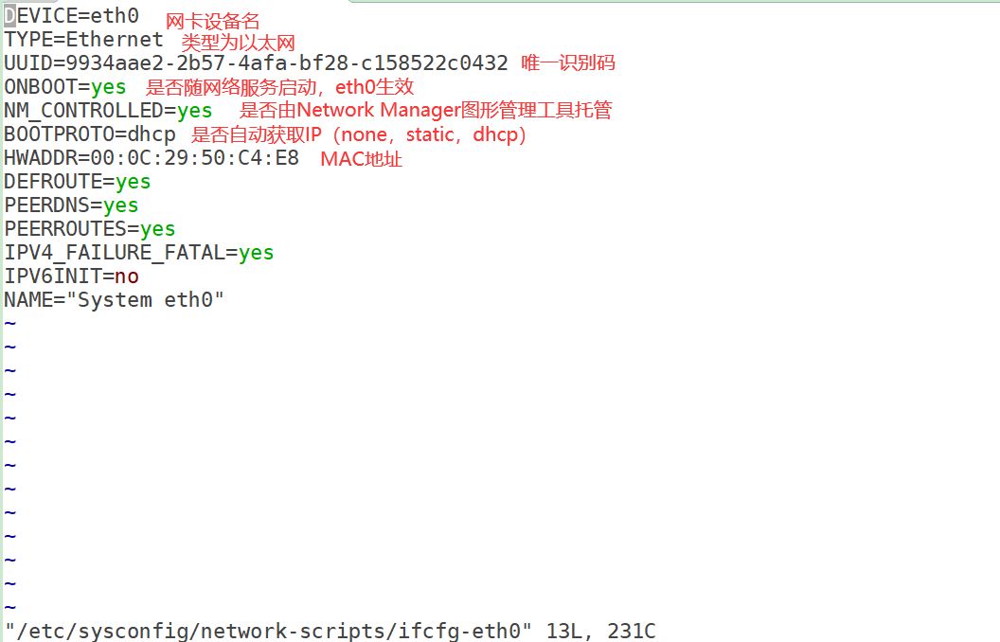 DEVICE=eth0 网卡设备名
TYPE=Ethernet 类型为以太网
UUID=9934aae2-2b57-4afa-bf28-c158522c0432 唯一识别码
ONBOOT=yes 是否随网络服务启动，eth0生效
NM_CONTROLLED=yes 是否由Network Manager图形管理工具托管
BOOTPROTO=dhcp 是否自动获取IP（none，static，dhcp）
HWADDR=00:0C:29:50:C4:E8 MAC地址
DEFROUTE=yes
PEERDNS=yes
PEERROUTES=yes
IPV4_FAILURE_FATAL=yes
IPV6INIT=no
NAME="System eth0"
~
~
~
~
~
~
~
~
~
~
~
~
~
"/etc/sysconfig/network-scripts/ifcfg-eth0" 13L, 231C